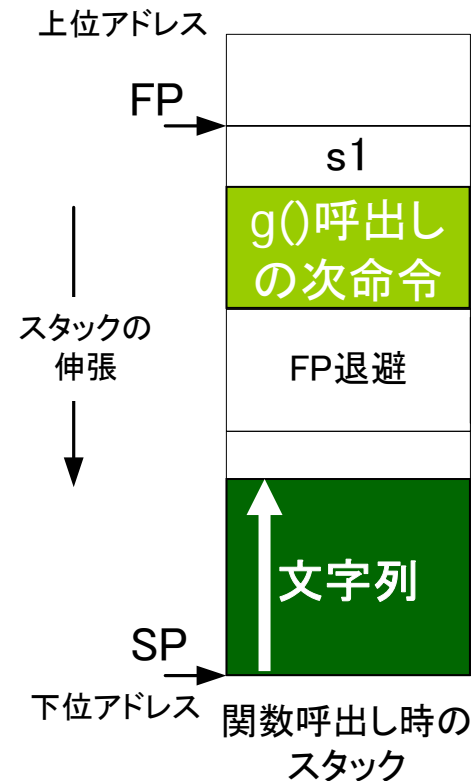 上位アドレス
FP
s1
g()呼出し
の次命令
スタックの
伸張
FP退避
文字列
SP
下位アドレス
関数呼出し時の
スタック